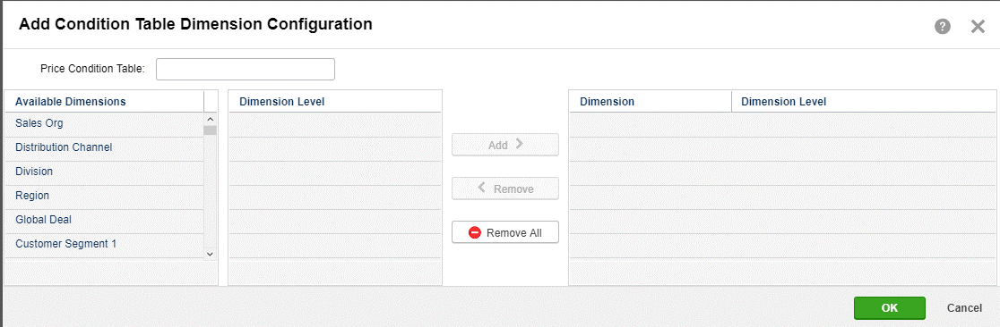 Add Condition Table Dimension Configuration
?
Price Condition Table:
Available Dimensions
Sales Org
Distribution Channel
Division
Region
Global Deal
Customer Segment 1
Dimension Level
Add
Remove
Remove All
Dimension Dimension Level
OK Cancel